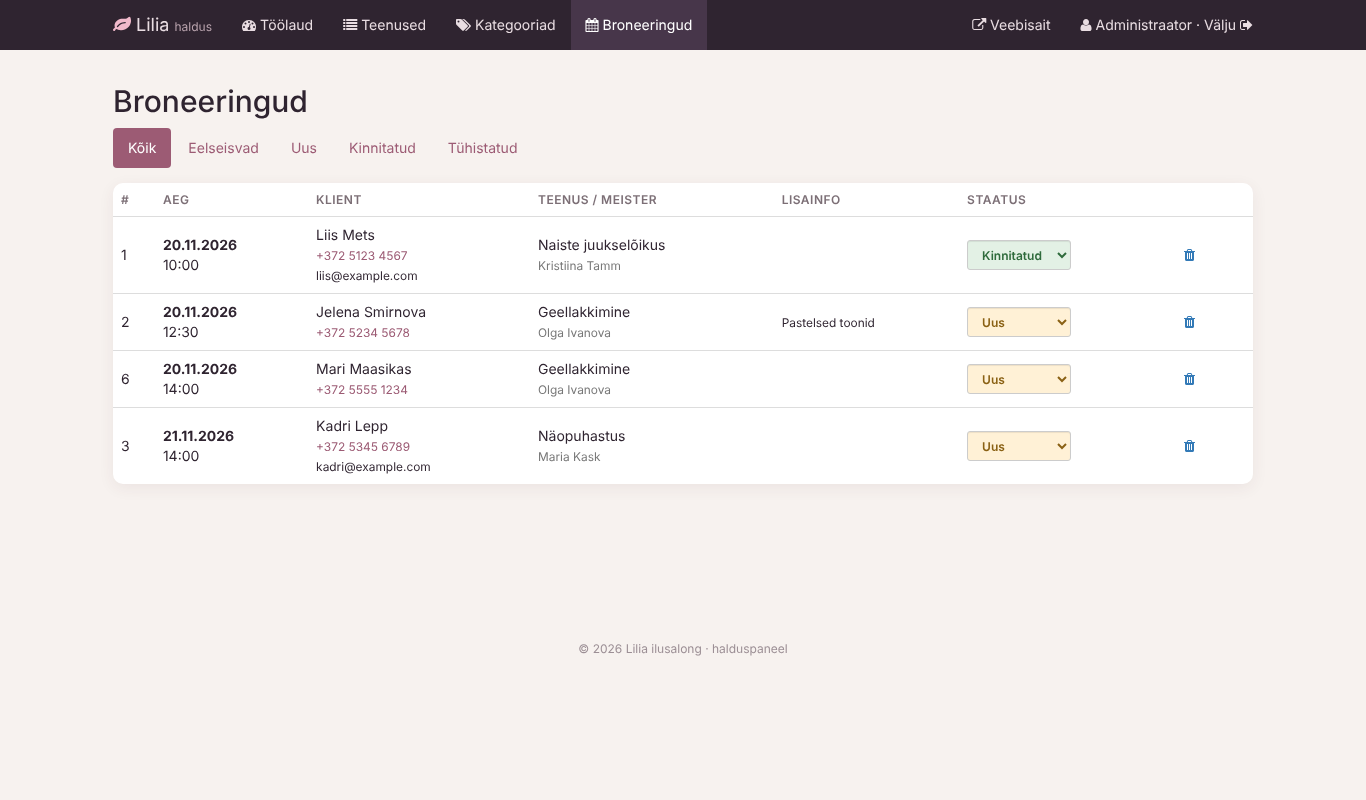 Lilia haldus Töölaud Teenused Kategooriad Broneeringud Veebisait Administraator · Välju
Broneeringud
Kõik Eelseisvad Uus Kinnitatud Tühistatud
# AEG KLIENT TEENUS / MEISTER LISAINFO STAATUS
1 20.11.2026 10:00 Liis Mets +372 5123 4567 liis@example.com Naiste juukselõikus Kristiina Tamm Kinnitatud
2 20.11.2026 12:30 Jelena Smirnova +372 5234 5678 Geellakkimine Olga Ivanova Pastelsed toonid Uus
6 20.11.2026 14:00 Mari Maasikas +372 5555 1234 Geellakkimine Olga Ivanova Uus
3 21.11.2026 14:00 Kadri Lepp +372 5345 6789 kadri@example.com Näopuhastus Maria Kask Uus
© 2026 Lilia ilusalong · halduspaneel